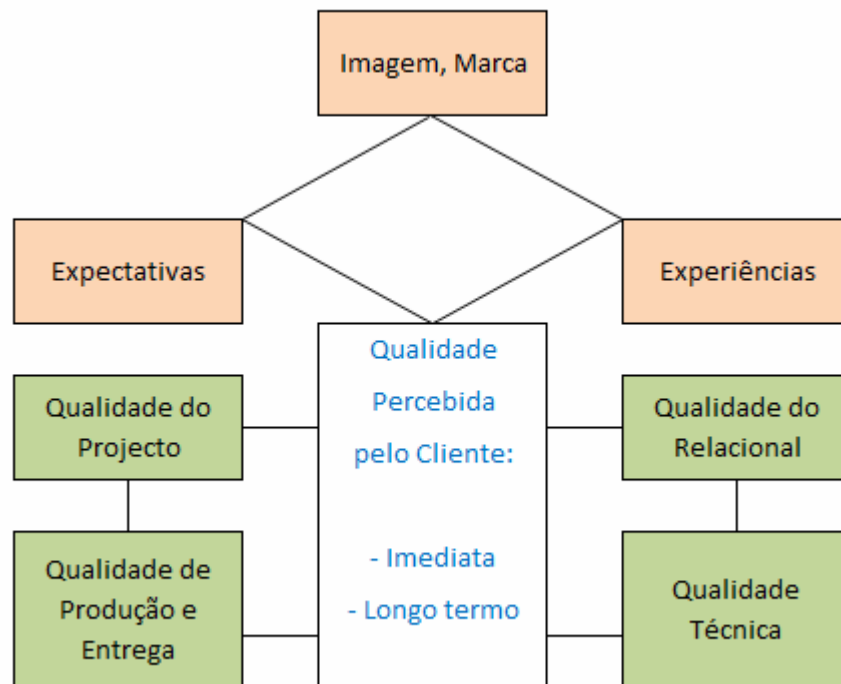 Imagem, Marca
Expectativas
Experiências
Qualidade
Percebida
pelo Cliente:
- Imediata
- Longo termo
Qualidade do
Projecto
Qualidade do
Relacional
Qualidade de
Produção e
Entrega
Qualidade
Técnica